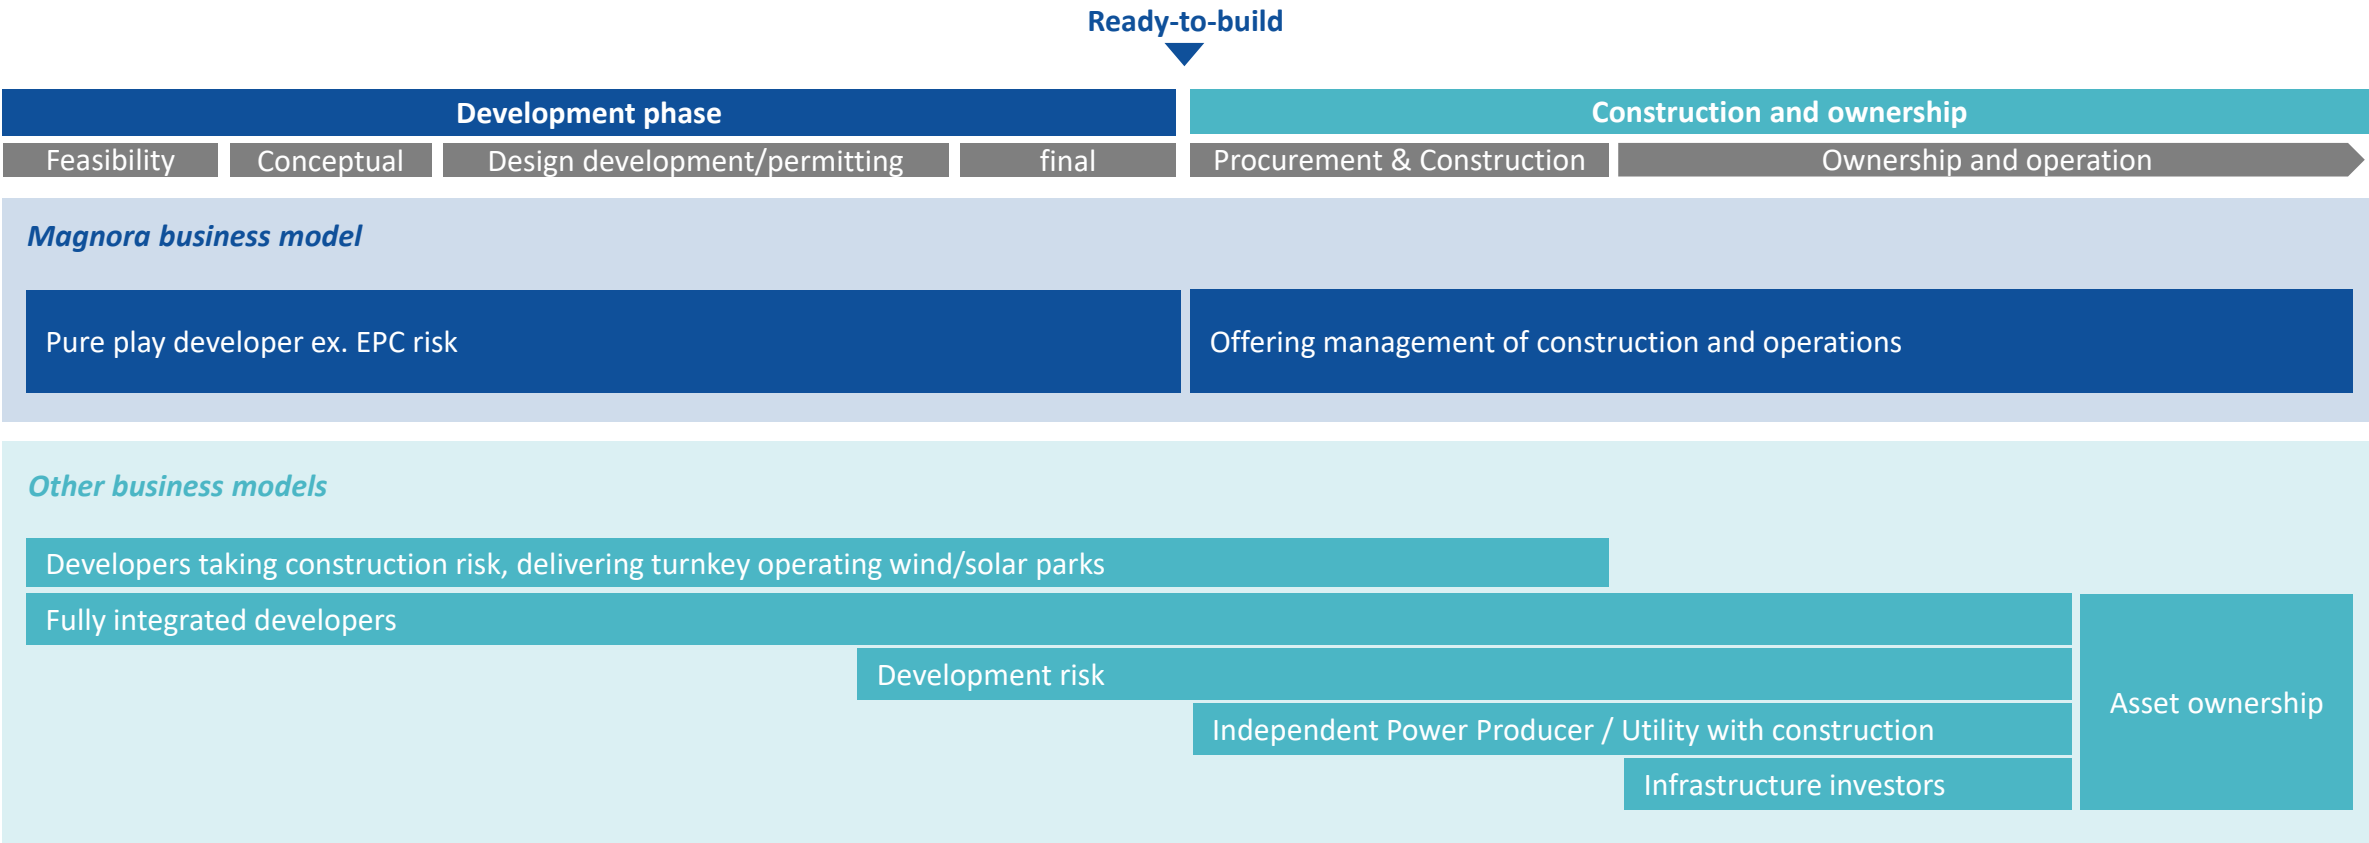 Ready-to-build
Development phase
Construction and ownership
Feasibility
Conceptual
Design development/permitting
final
Procurement & Construction
Ownership and operation
Magnora business model
Pure play developer ex. EPC risk
Offering management of construction and operations
Other business models
Developers taking construction risk, delivering turnkey operating wind/solar parks
Fully integrated developers
Development risk
Independent Power Producer / Utility with construction
Infrastructure investors
Asset ownership